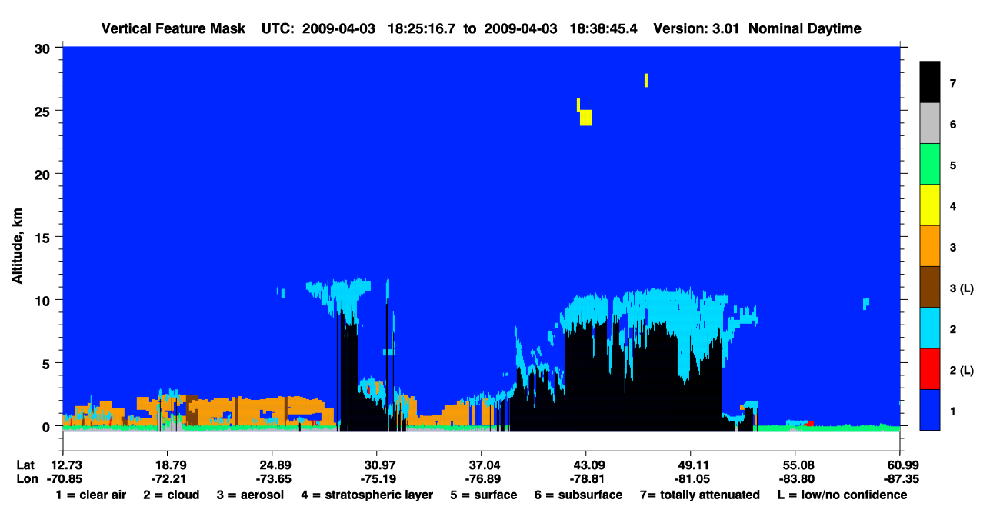 Vertical Feature Mask UTC: 2009-04-03 18:25:16.7 to 2009-04-03 18:38:45.4 Version: 3.01 Nominal Daytime
30
25
20
15
10
5
0
Altitude, km
7
6
5
4
3
3 (L)
2
2 (L)
1
Lat 12.73 18.79 24.89 30.97 37.04 43.09 49.11 55.08 60.99
Lon -70.85 -72.21 -73.65 -75.19 -76.89 -78.81 -81.05 -83.80 -87.35
1 = clear air 2 = cloud 3 = aerosol 4 = stratospheric layer 5 = surface 6 = subsurface 7= totally attenuated L = low/no confidence